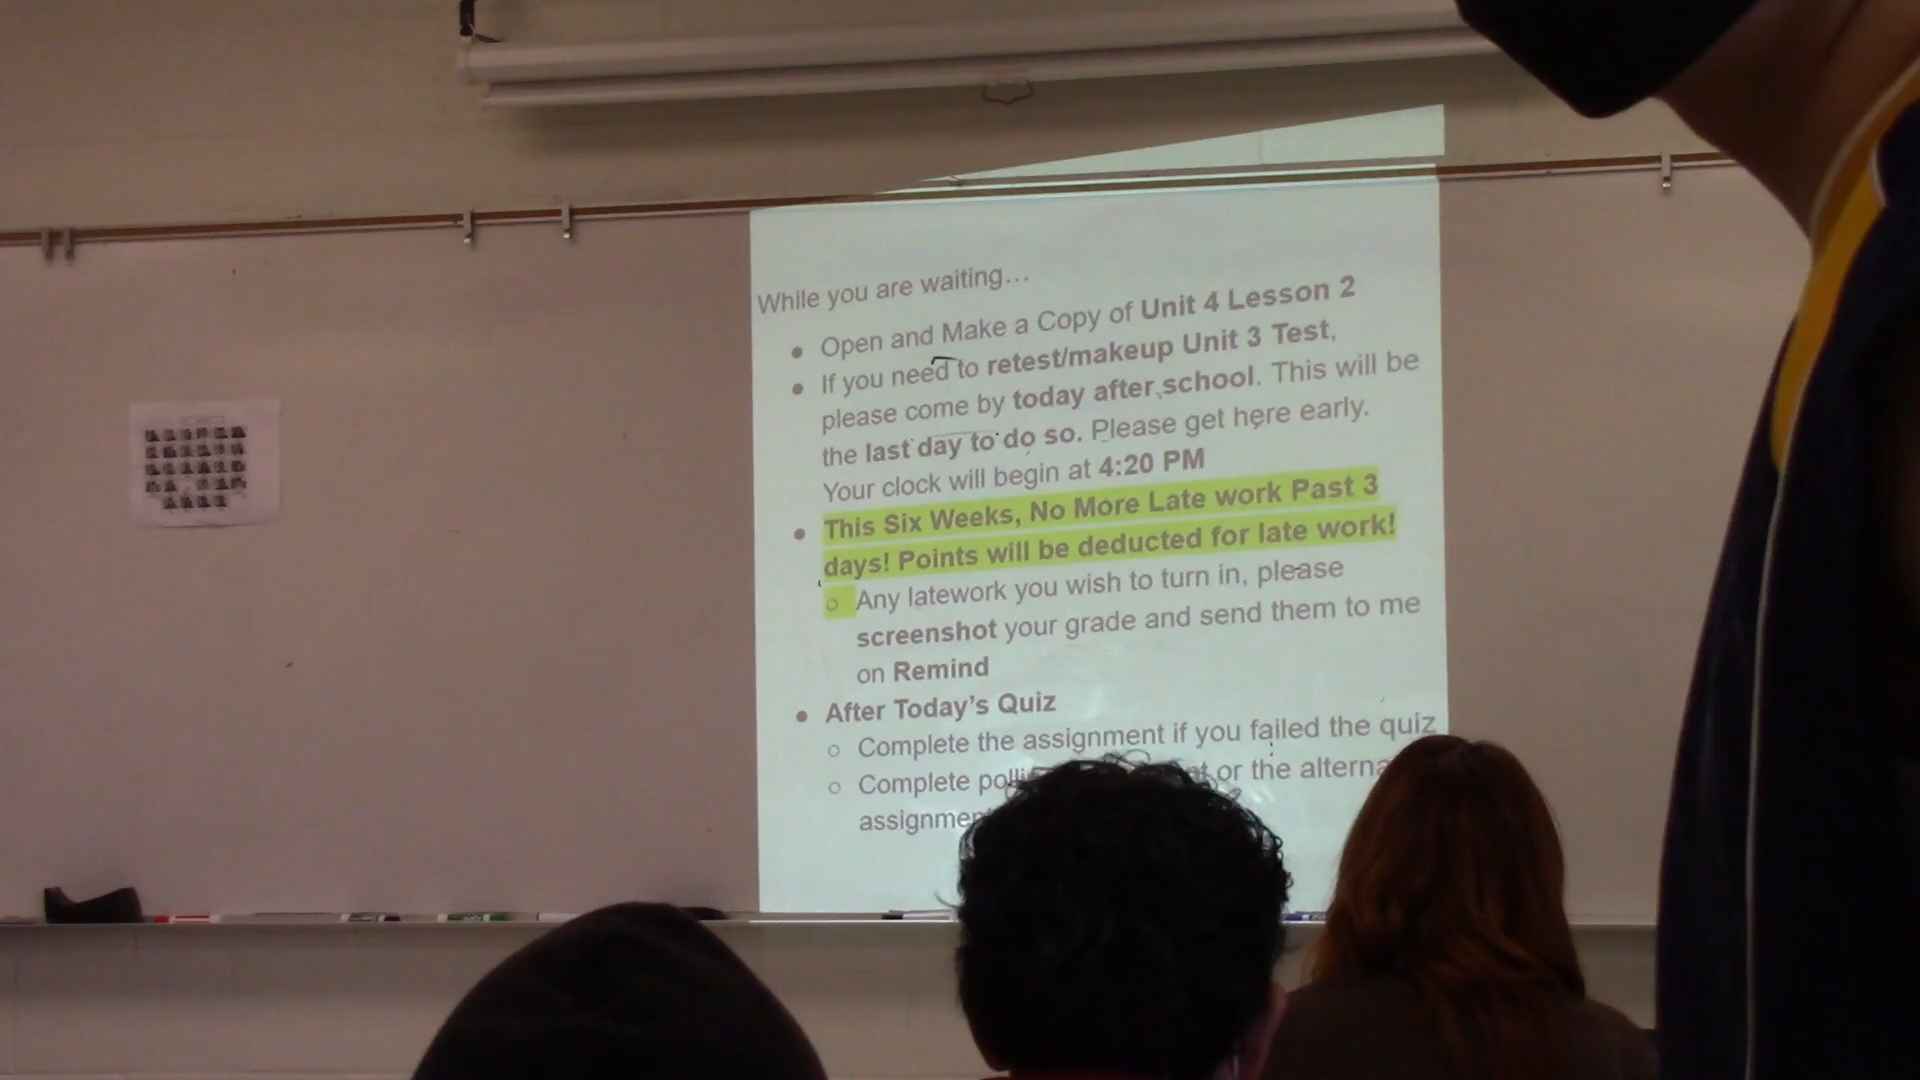 While you are waiting...
● Open and Make a Copy of Unit 4 Lesson 2
● If you need to retest/makeup Unit 3 Test,
please come by today after school. This will be
the last day to do so. Please get here early.
Your clock will begin at 4:20 PM
● This Six Weeks, No More Late work Past 3
days! Points will be deducted for late work!
○ Any latework you wish to turn in, please
screenshot your grade and send them to me
on Remind
● After Today's Quiz
○ Complete the assignment if you failed the quiz
○ Complete or the